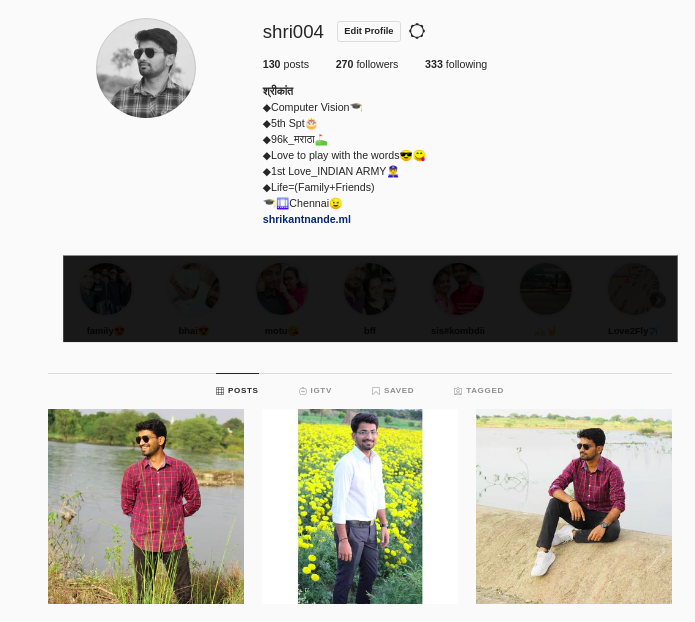 shri004 Edit Profile
130 posts 270 followers 333 following
श्रीकांत
◆Computer Vision🎓
◆5th Spt🎂
◆96k_मराठा⛳
◆Love to play with the words😎😋
◆1st Love_INDIAN ARMY👮
◆Life=(Family+Friends)
🎓🛄Chennai😉
shrikantnande.ml
family😍 bhai😍 motu bff sis#kombdii Love2Fly
POSTS IGTV SAVED TAGGED